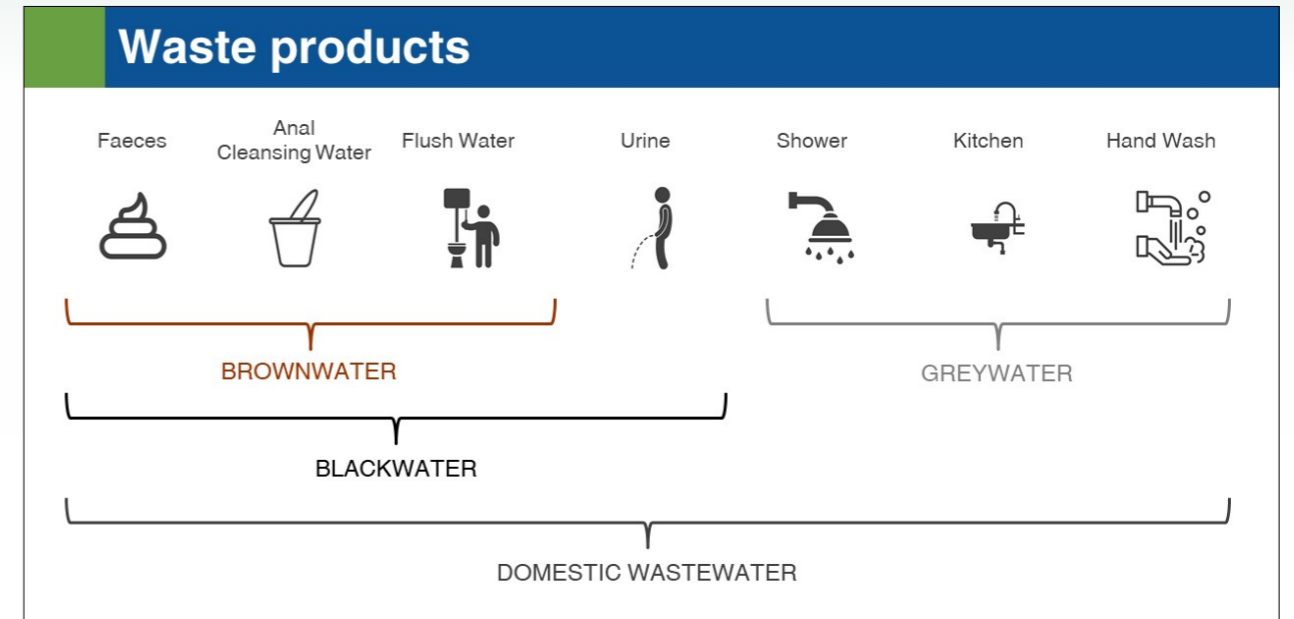 Waste products
Faeces
Anal
Cleansing Water
Flush Water
Urine
Shower
Kitchen
Hand Wash
BROWNWATER
GREYWATER
BLACKWATER
DOMESTIC WASTEWATER